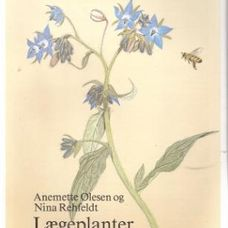 Anemette Olesen og
Nina Rehfeldt
Lægeplanter